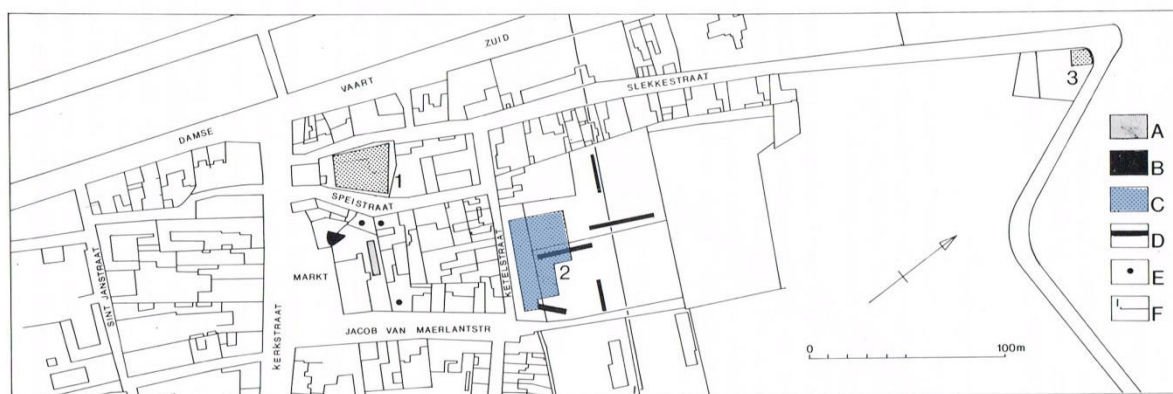 ZUID
VAART
DAMSE
SLEKKESTRAAT
3
A
B
C
D
E
F
1
SPEISTRAAT
KETELSTRAAT
2
MARKT
SINT JANSTRAAT
KERKSTRAAT
JACOB VAN MAERLANTSTR
0 100m